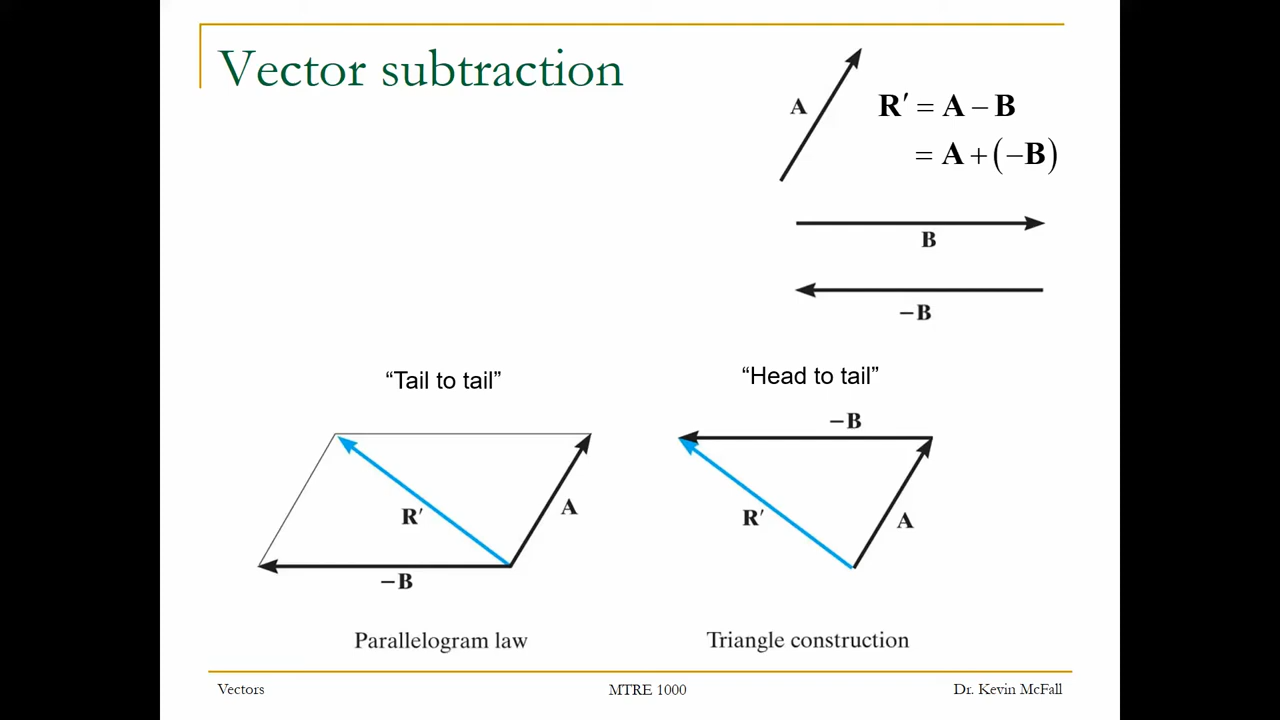 Vector subtraction
A
R′ = A − B
= A + (−B)
B
−B
“Tail to tail”
“Head to tail”
−B
R′
A
−B
R′
A
Parallelogram law
Triangle construction
Vectors
MTRE 1000
Dr. Kevin McFall